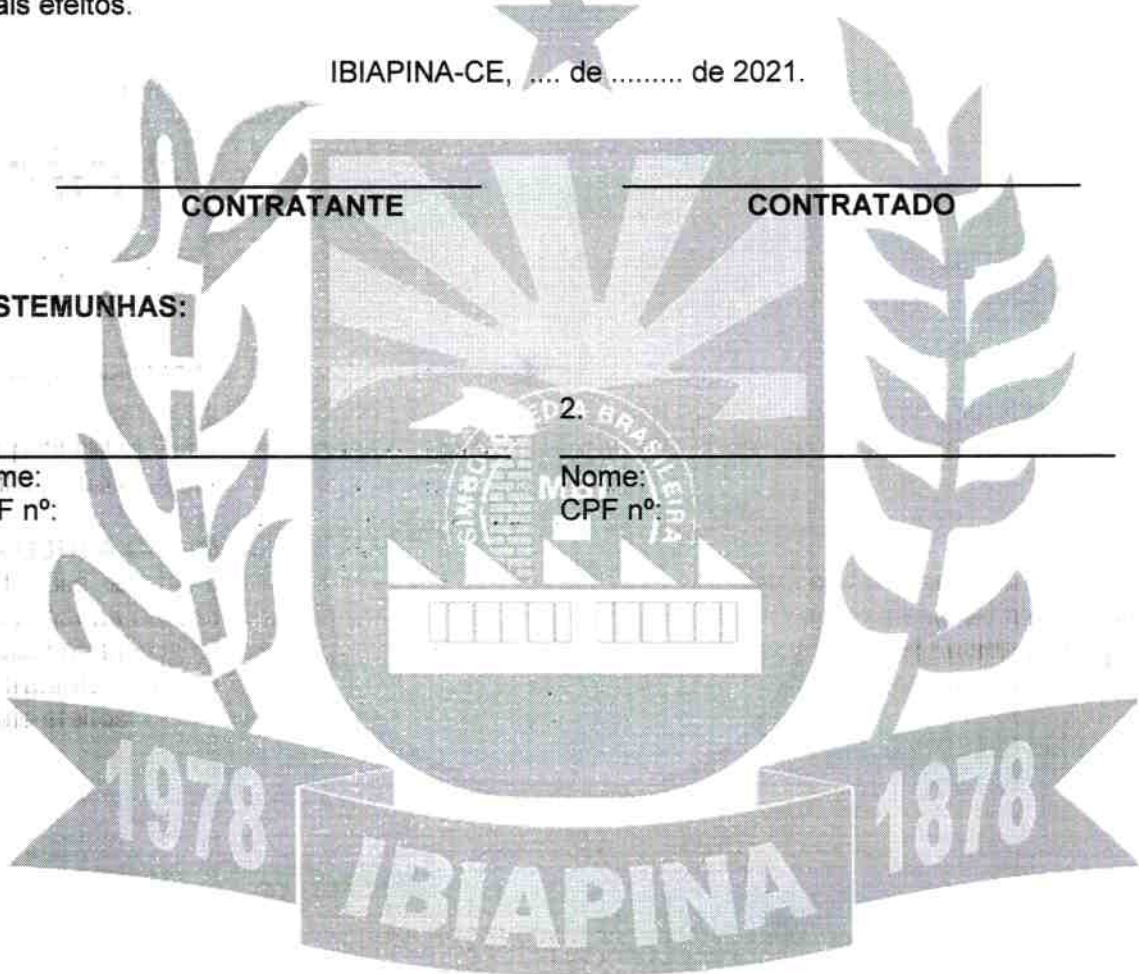 ais efeitos.
IBIAPINA-CE, .... de ......... de 2021.
CONTRATANTE CONTRATADO
STEMUNHAS:
2.
me: Nome:
F nº: CPF nº:
BRASILEIRA
1978 1878
IBIAPINA